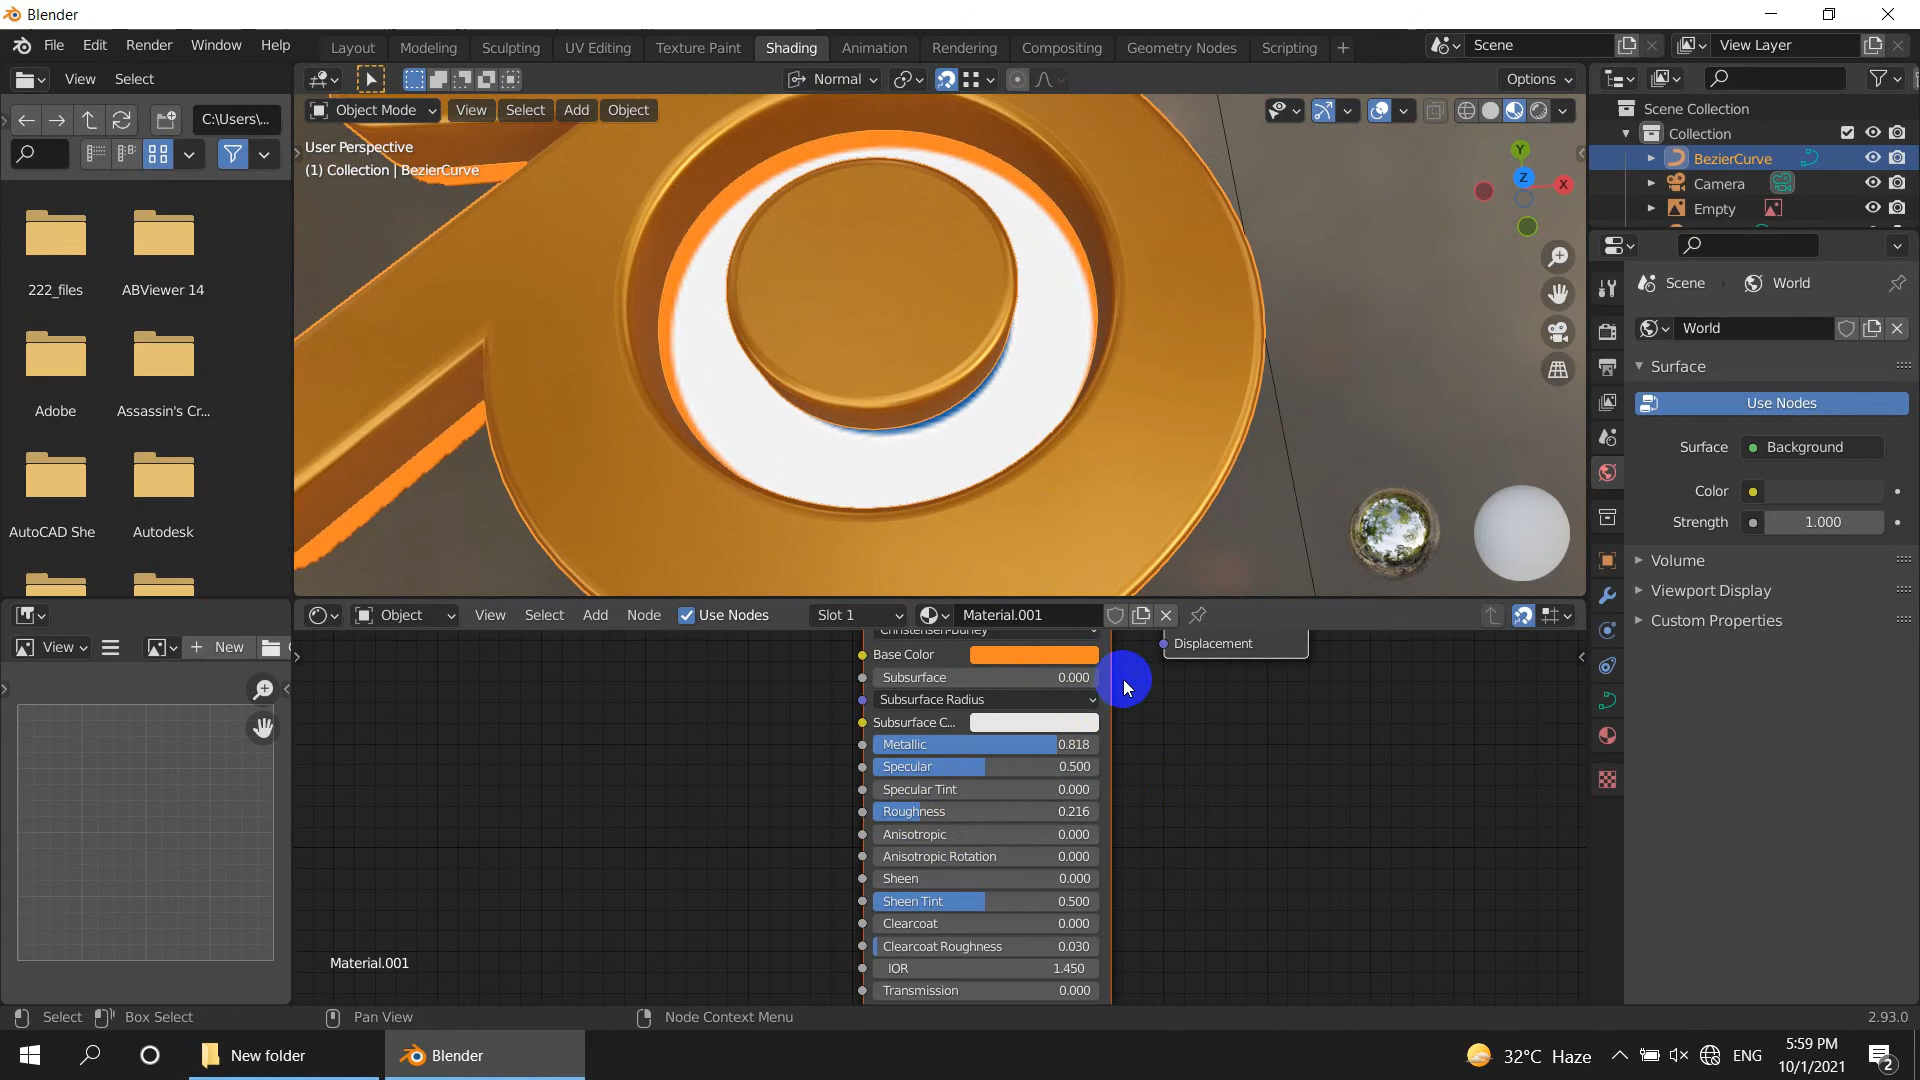 Blender
File Edit Render Window Help
Layout Modeling Sculpting UV Editing Texture Paint Shading Animation Rendering Compositing Geometry Nodes Scripting
Scene
View Layer
View Select
Normal
Options
C:\Users\...
Object Mode View Select Add Object
User Perspective
(1) Collection | BezierCurve
Y
Z
X
Scene Collection
Collection
BezierCurve
Camera
Empty
222_files
ABViewer 14
Adobe
Assassin's Cr...
AutoCAD She
Autodesk
Scene World
World
Surface
Use Nodes
Surface Background
Color
Strength 1.000
Volume
Viewport Display
Custom Properties
View New
Object View Select Add Node Use Nodes Slot 1 Material.001
Christensen-Burley
Displacement
Base Color
Subsurface 0.000
Subsurface Radius
Subsurface C...
Metallic 0.818
Specular 0.500
Specular Tint 0.000
Roughness 0.216
Anisotropic 0.000
Anisotropic Rotation 0.000
Sheen 0.000
Sheen Tint 0.500
Clearcoat 0.000
Clearcoat Roughness 0.030
IOR 1.450
Transmission 0.000
Material.001
Select Box Select Pan View Node Context Menu 2.93.0
New folder
Blender
32°C Haze
ENG
5:59 PM
10/1/2021
2